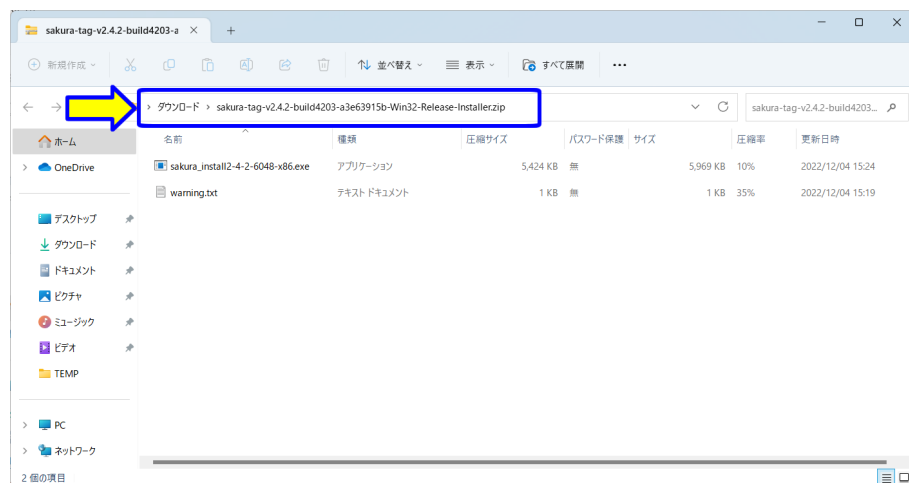 sakura-tag-v2.4.2-build4203-a
新規作成
並べ替え
表示
すべて展開
ダウンロード > sakura-tag-v2.4.2-build4203-a3e63915b-Win32-Release-Installer.zip
sakura-tag-v2.4.2-build4203...
ホーム
OneDrive
デスクトップ
ダウンロード
ドキュメント
ピクチャ
ミュージック
ビデオ
TEMP
PC
ネットワーク
名前 種類 圧縮サイズ パスワード保護 サイズ 圧縮率 更新日時
sakura_install2-4-2-6048-x86.exe アプリケーション 5,424 KB 無 5,969 KB 10% 2022/12/04 15:24
warning.txt テキスト ドキュメント 1 KB 無 1 KB 35% 2022/12/04 15:19
2 個の項目